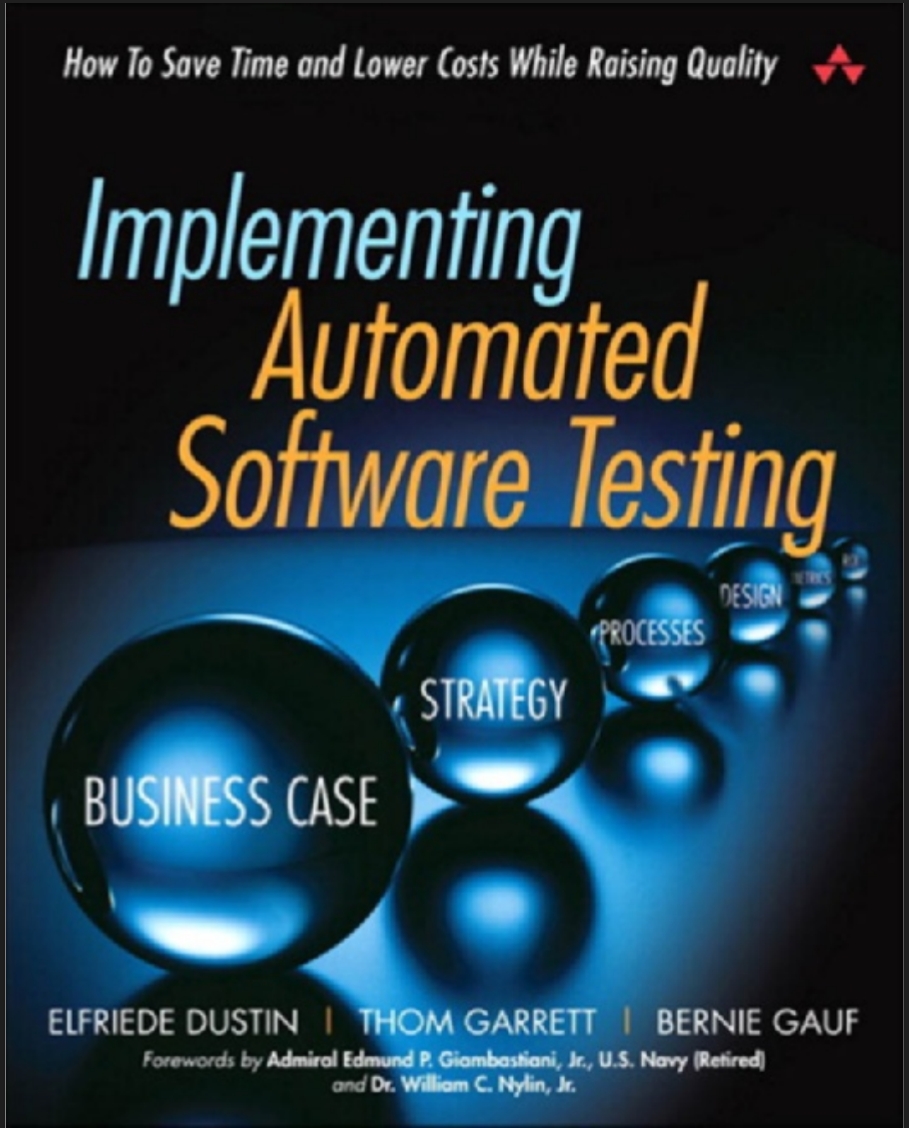 How To Save Time and Lower Costs While Raising Quality
Implementing
Automated
Software Testing
BUSINESS CASE
STRATEGY
PROCESSES
DESIGN
METRICS
ELFRIEDE DUSTIN | THOM GARRETT | BERNIE GAUF
Forewords by Admiral Edmund P. Giambastiani, Jr., U.S. Navy (Retired)
and Dr. William C. Nylin, Jr.